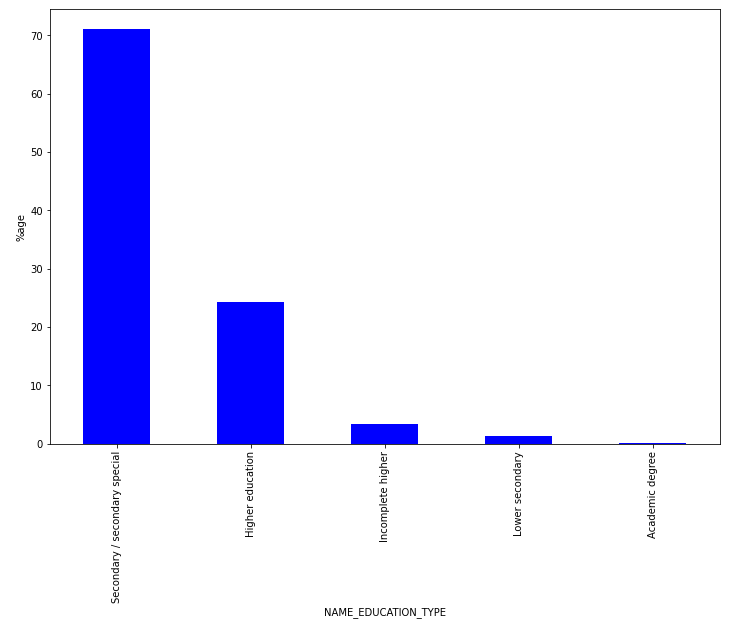 70
60
50
40
30
20
10
0
%age
Secondary / secondary special
Higher education
Incomplete higher
Lower secondary
Academic degree
NAME_EDUCATION_TYPE